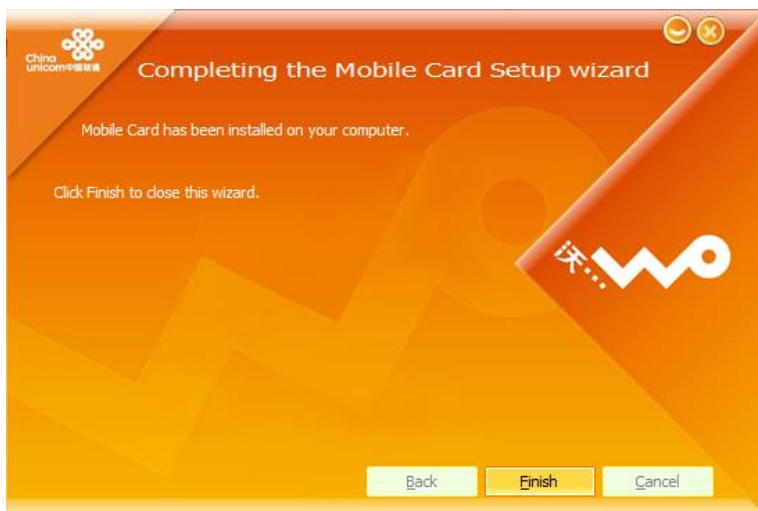 China
unicom中国联通
Completing the Mobile Card Setup wizard
Mobile Card has been installed on your computer.
Click Finish to close this wizard.
沃...
wo
Back
Finish
Cancel